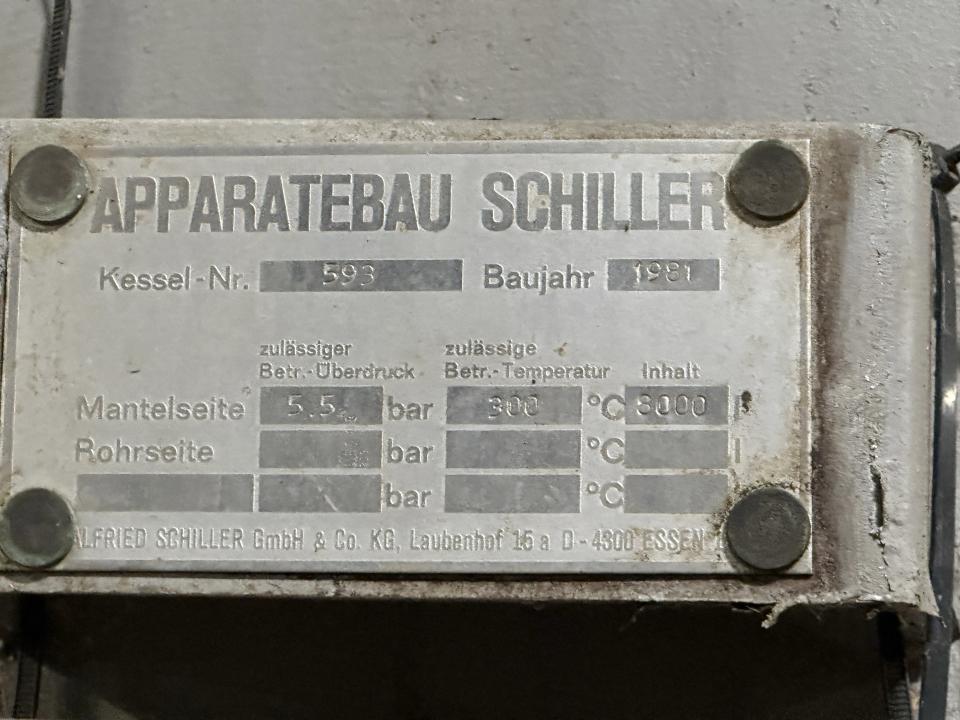 APPARATEBAU SCHILLER
Kessel-Nr. 593 Baujahr 1981
zulässiger zulässige
Betr.-Überdruck Betr.-Temperatur Inhalt
Mantelseite 5.5 bar 300 °C 3000 l
Rohrseite bar °C l
bar °C
ALFRIED SCHILLER GmbH & Co. KG, Laubenhof 15 a D-4300 ESSEN 1